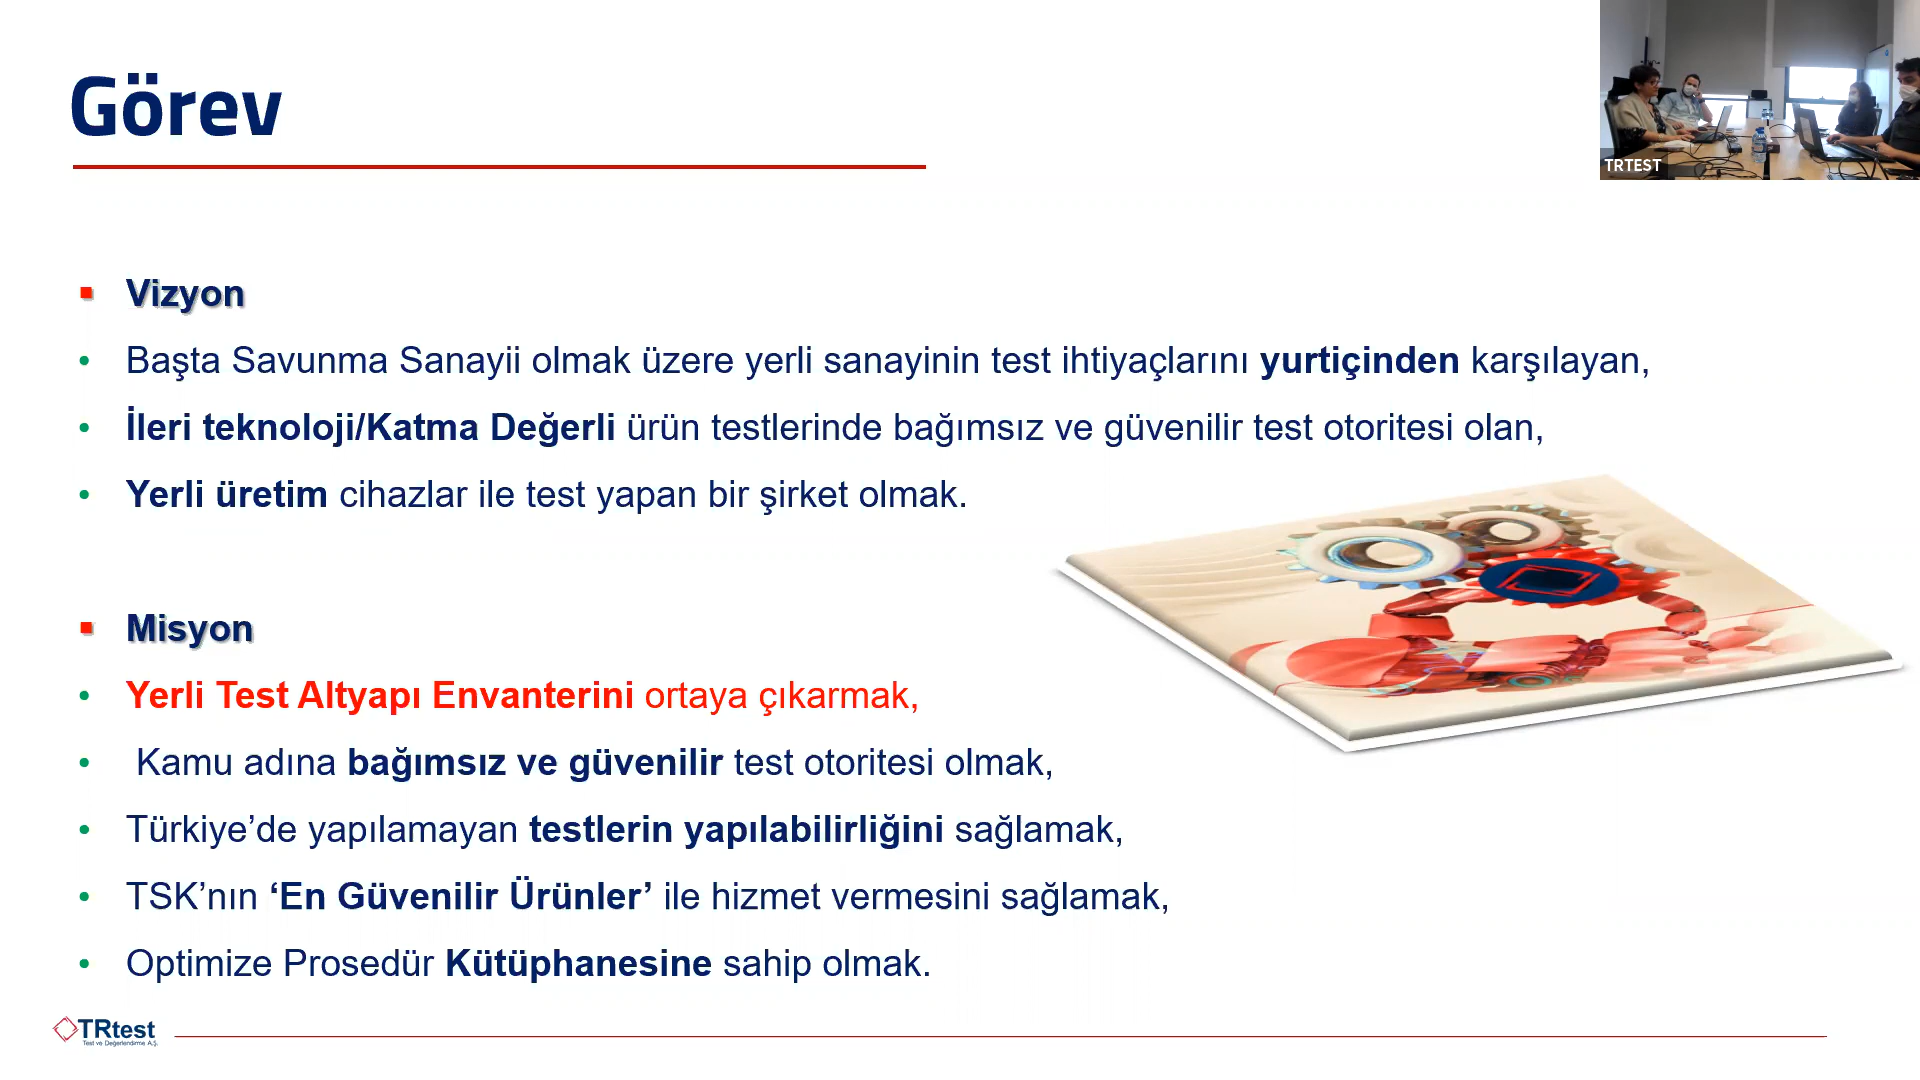 Görev
TRTEST
Vizyon
Başta Savunma Sanayii olmak üzere yerli sanayinin test ihtiyaçlarını yurtiçinden karşılayan,
İleri teknoloji/Katma Değerli ürün testlerinde bağımsız ve güvenilir test otoritesi olan,
Yerli üretim cihazlar ile test yapan bir şirket olmak.
Misyon
Yerli Test Altyapı Envanterini ortaya çıkarmak,
Kamu adına bağımsız ve güvenilir test otoritesi olmak,
Türkiye’de yapılamayan testlerin yapılabilirliğini sağlamak,
TSK’nın ‘En Güvenilir Ürünler’ ile hizmet vermesini sağlamak,
Optimize Prosedür Kütüphanesine sahip olmak.
TRtest
Test ve Değerlendirme A.Ş.